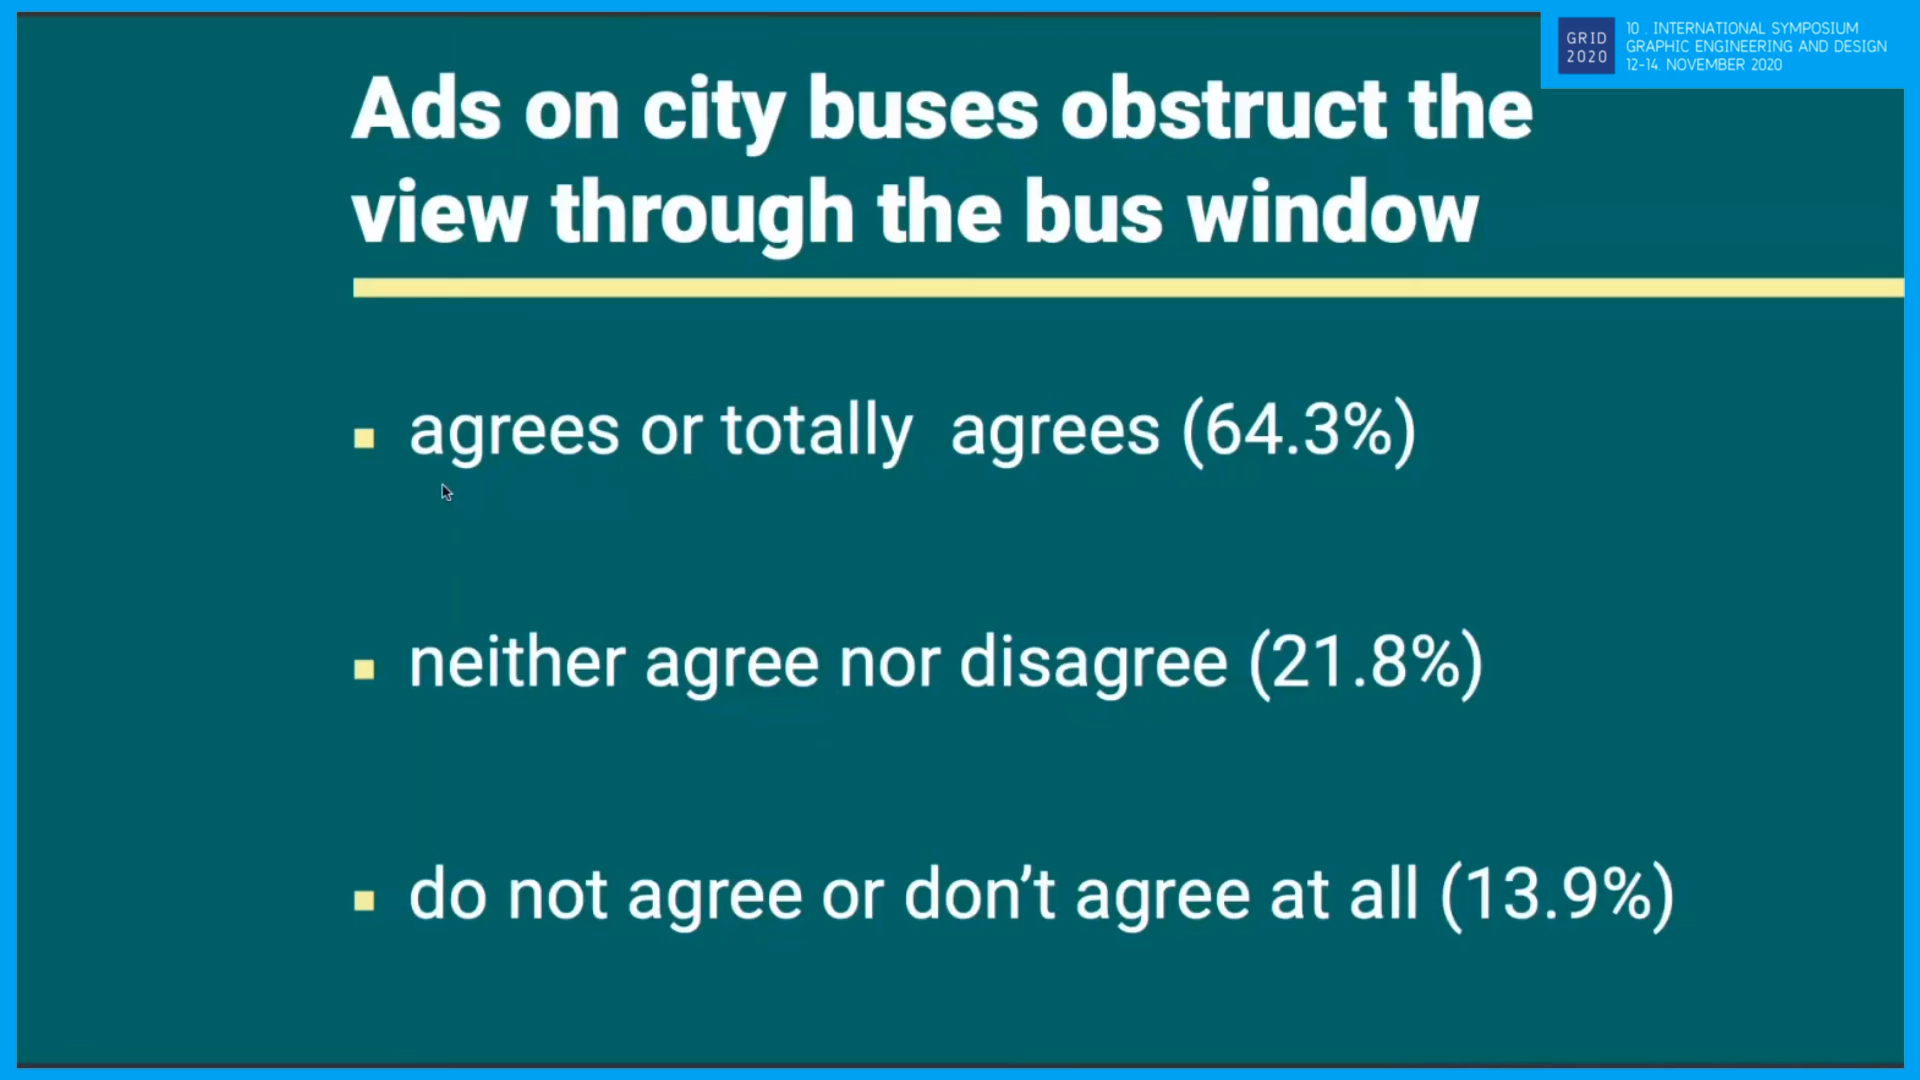 GRID
2020
10 . INTERNATIONAL SYMPOSIUM
GRAPHIC ENGINEERING AND DESIGN
12-14. NOVEMBER 2020
Ads on city buses obstruct the
view through the bus window
agrees or totally  agrees (64.3%)
neither agree nor disagree (21.8%)
do not agree or don’t agree at all (13.9%)